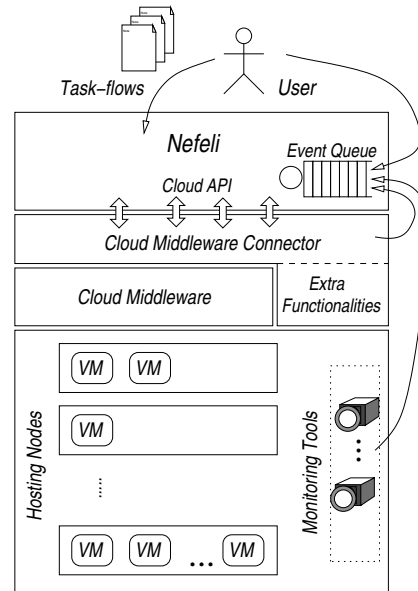 Task-flows
User
Nefeli
Event Queue
Cloud API
Cloud Middleware Connector
Cloud Middleware
Extra
Functionalities
Hosting Nodes
VM VM
VM
......
VM VM ... VM
Monitoring Tools
...